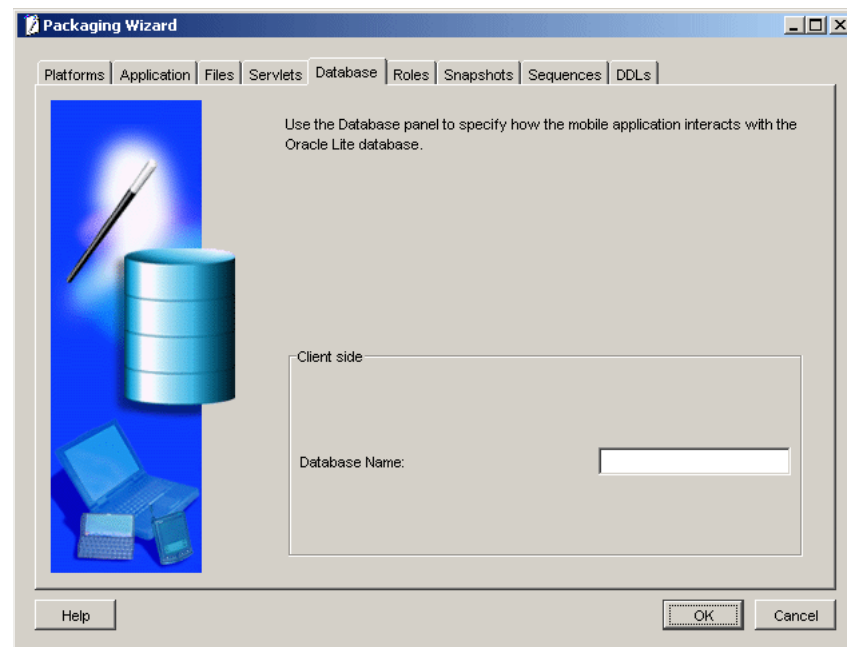 Packaging Wizard
Platforms Application Files Servlets Database Roles Snapshots Sequences DDLs
Use the Database panel to specify how the mobile application interacts with the
Oracle Lite database.
Client side
Database Name:
Help OK Cancel